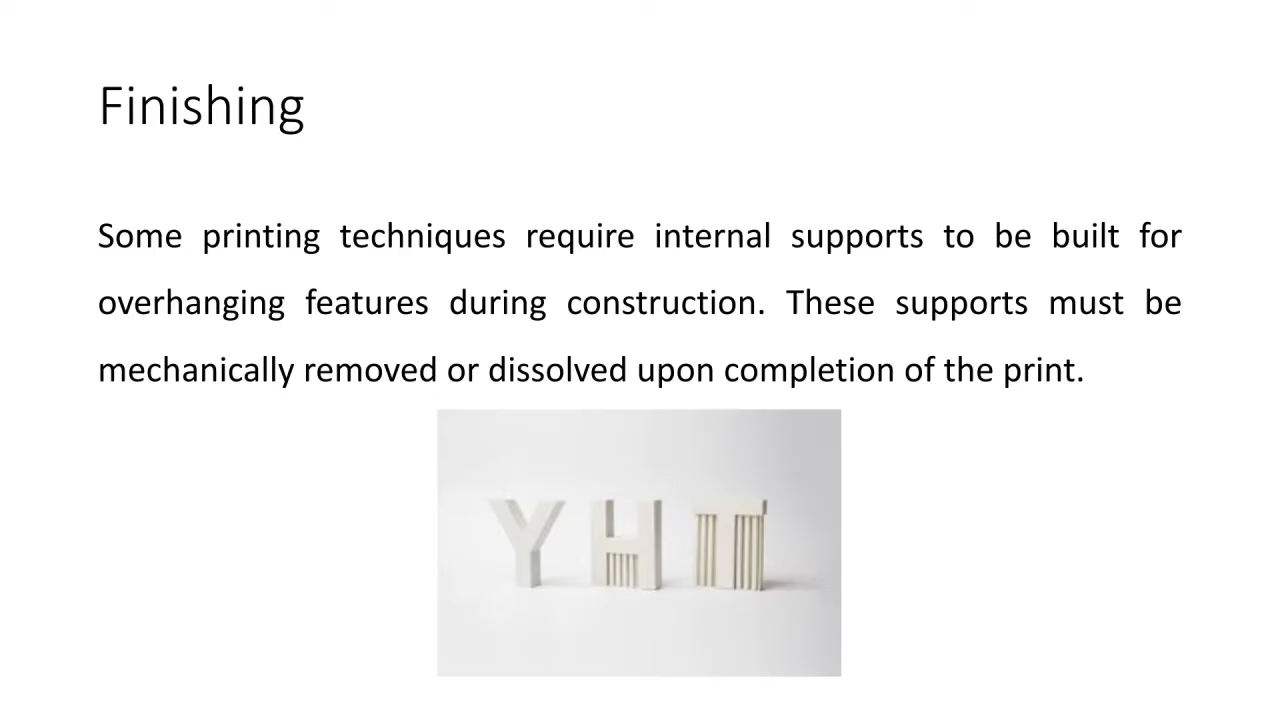 Finishing
Some printing techniques require internal supports to be built for
overhanging features during construction. These supports must be
mechanically removed or dissolved upon completion of the print.
Y H T